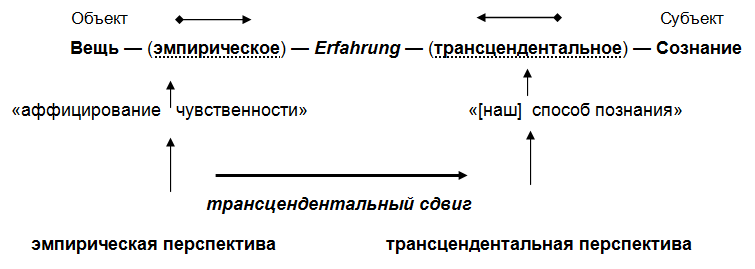 Объект Субъект
Вещь — (эмпирическое) — Erfahrung — (трансцендентальное) — Сознание
«аффицирование чувственности» «[наш] способ познания»
трансцендентальный сдвиг
эмпирическая перспектива трансцендентальная перспектива